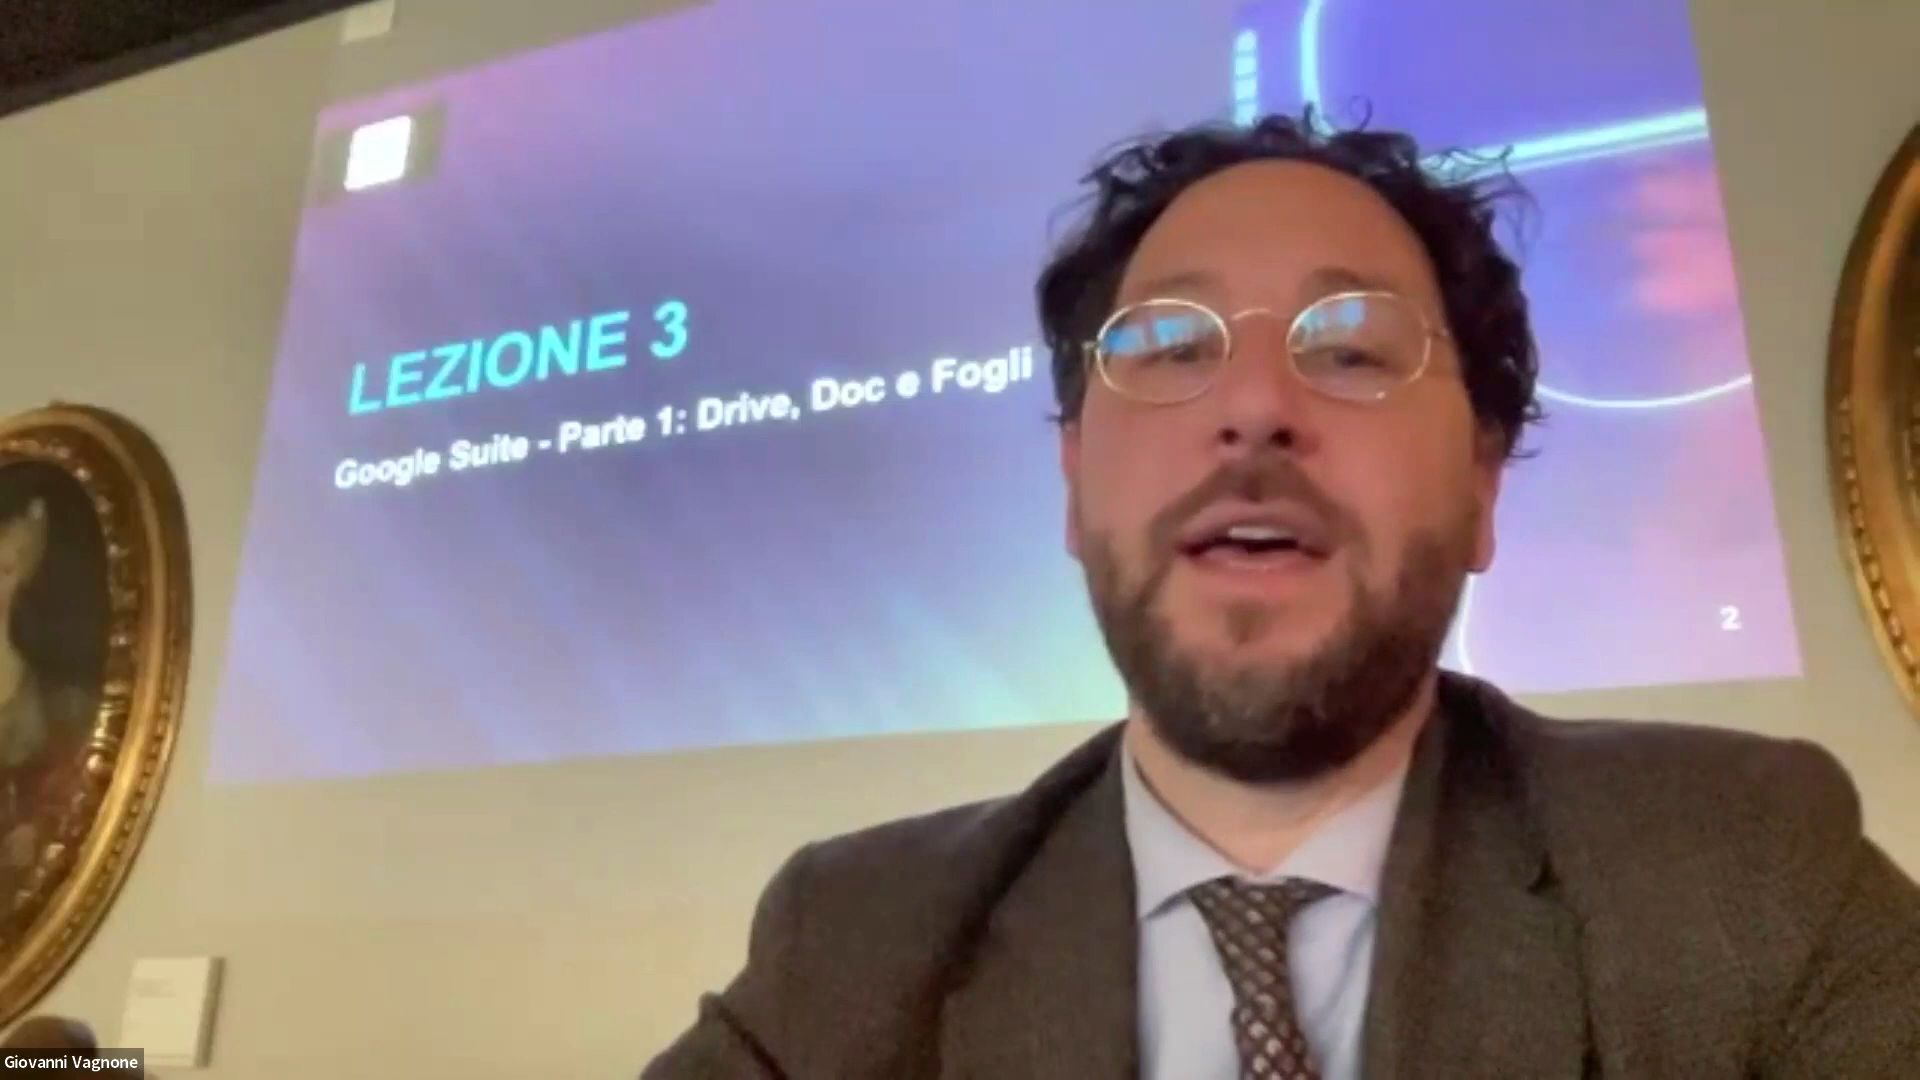 LEZIONE 3
Google Suite - Parte 1: Drive, Doc e Fogli
2
Giovanni Vagnone